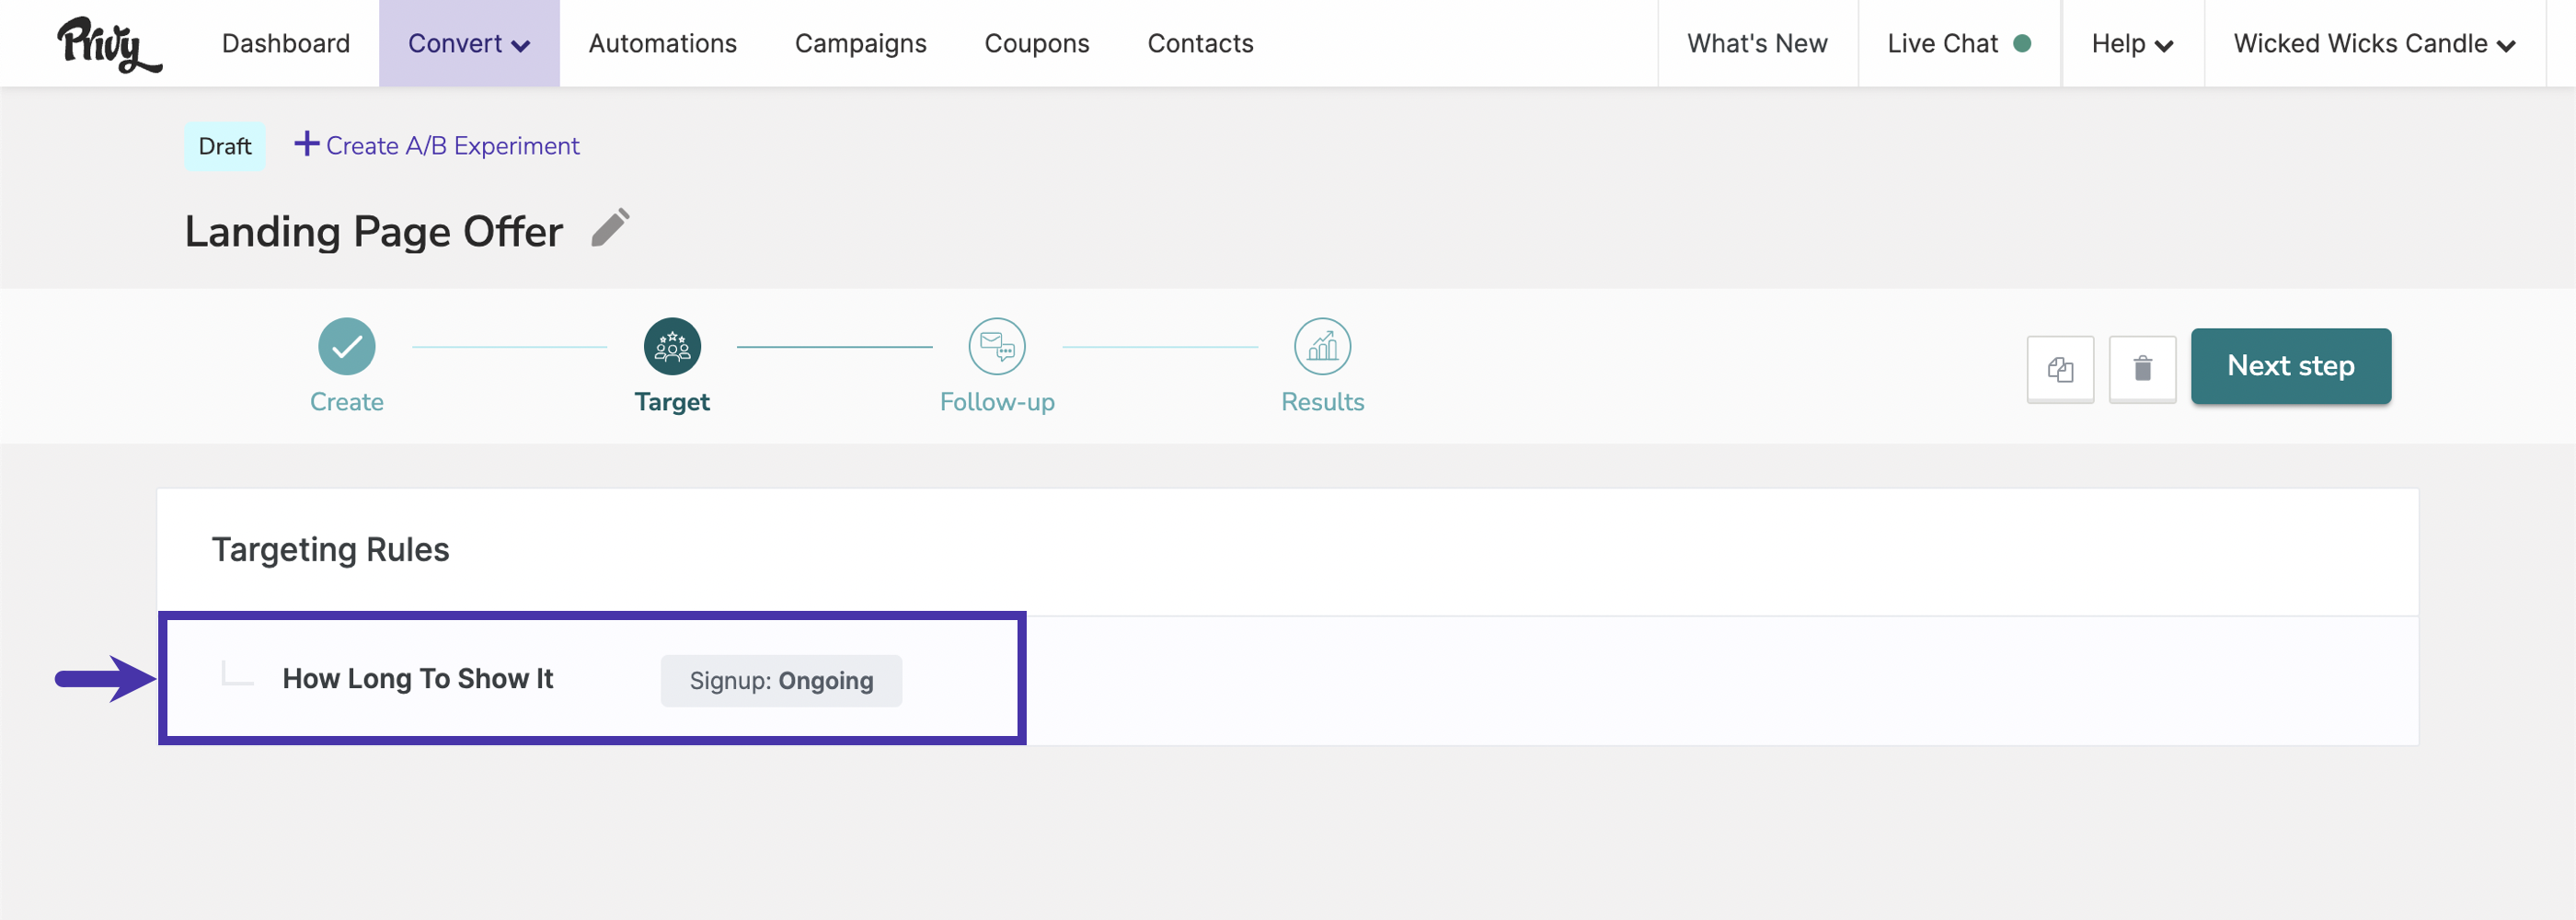 Privy Dashboard Convert Automations Campaigns Coupons Contacts What's New Live Chat Help Wicked Wicks Candle
Draft + Create A/B Experiment
Landing Page Offer
Create Target Follow-up Results Next step
Targeting Rules
How Long To Show It Signup: Ongoing